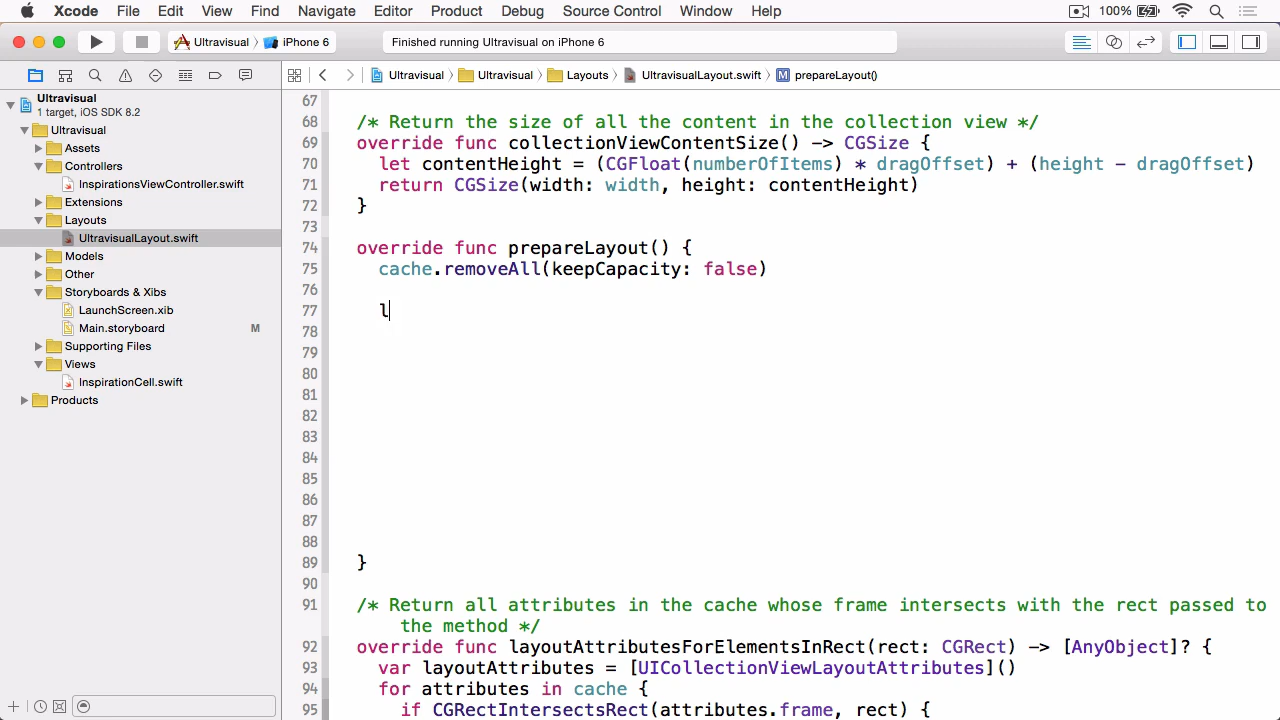 Xcode File Edit View Find Navigate Editor Product Debug Source Control Window Help 100%
Ultravisual iPhone 6 Finished running Ultravisual on iPhone 6
Ultravisual Ultravisual Layouts UltravisualLayout.swift M prepareLayout()
Ultravisual
1 target, iOS SDK 8.2
Ultravisual
Assets
Controllers
InspirationsViewController.swift
Extensions
Layouts
UltravisualLayout.swift
Models
Other
Storyboards & Xibs
LaunchScreen.xib
Main.storyboard M
Supporting Files
Views
InspirationCell.swift
Products
67
68 /* Return the size of all the content in the collection view */
69 override func collectionViewContentSize() -> CGSize {
70 let contentHeight = (CGFloat(numberOfItems) * dragOffset) + (height - dragOffset)
71 return CGSize(width: width, height: contentHeight)
72 }
73
74 override func prepareLayout() {
75 cache.removeAll(keepCapacity: false)
76
77 l
78
79
80
81
82
83
84
85
86
87
88
89 }
90
91 /* Return all attributes in the cache whose frame intersects with the rect passed to
the method */
92 override func layoutAttributesForElementsInRect(rect: CGRect) -> [AnyObject]? {
93 var layoutAttributes = [UICollectionViewLayoutAttributes]()
94 for attributes in cache {
95 if CGRectIntersectsRect(attributes.frame, rect) {